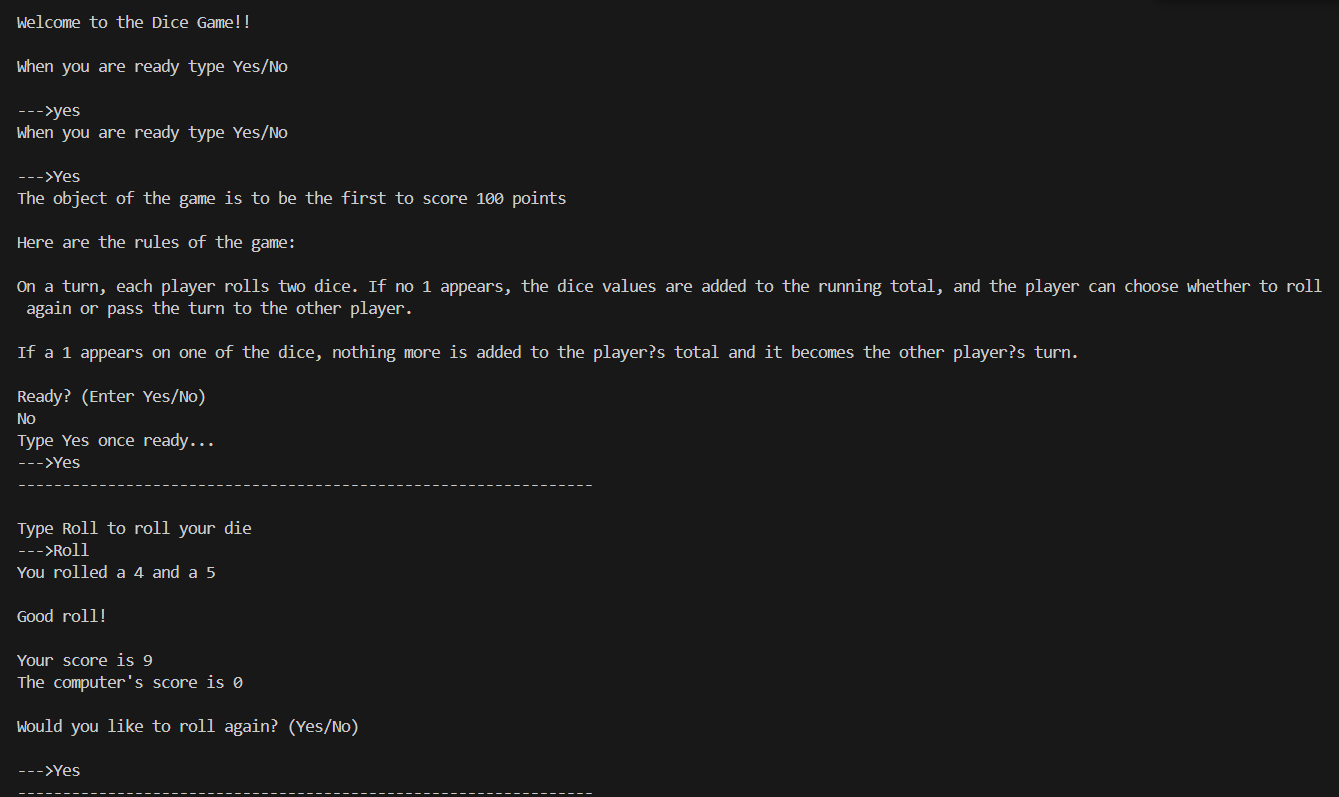 Welcome to the Dice Game!!
When you are ready type Yes/No
--->yes
When you are ready type Yes/No
--->Yes
The object of the game is to be the first to score 100 points
Here are the rules of the game:
On a turn, each player rolls two dice. If no 1 appears, the dice values are added to the running total, and the player can choose whether to roll
again or pass the turn to the other player.
If a 1 appears on one of the dice, nothing more is added to the player?s total and it becomes the other player?s turn.
Ready? (Enter Yes/No)
No
Type Yes once ready...
--->Yes
----------------------------------------------------------------
Type Roll to roll your die
--->Roll
You rolled a 4 and a 5
Good roll!
Your score is 9
The computer's score is 0
Would you like to roll again? (Yes/No)
--->Yes
----------------------------------------------------------------